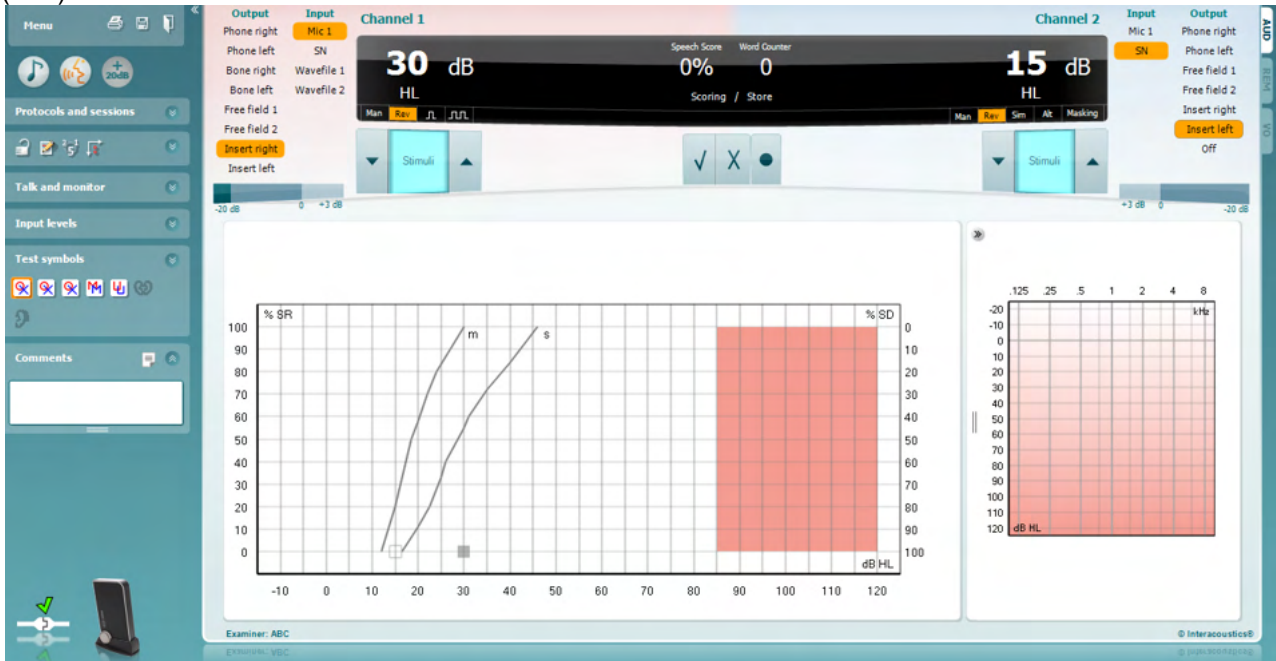 Menu
20dB
Protocols and sessions
Talk and monitor
Input levels
Test symbols
Comments
Output
Phone right
Phone left
Bone right
Bone left
Free field 1
Free field 2
Insert right
Insert left
Input
Mic 1
SN
Wavefile 1
Wavefile 2
Channel 1
30 dB
HL
Man Rev
Stimuli
-20 dB 0 +3 dB
Speech Score Word Counter
0% 0
Scoring / Store
Channel 2
15 dB
HL
Man Rev Sim Alt Masking
Stimuli
+3 dB 0 -20 dB
Input
Mic 1
SN
Output
Phone right
Phone left
Free field 1
Free field 2
Insert right
Insert left
Off
AUD
REM
VO
% SR % SD
m s
100 0
90 10
80 20
70 30
60 40
50 50
40 60
30 70
20 80
10 90
0 100
dB HL
-10 0 10 20 30 40 50 60 70 80 90 100 110 120
.125 .25 .5 1 2 4 8
kHz
-20
-10
0
10
20
30
40
50
60
70
80
90
100
110
120 dB HL
Examiner: ABC
© Interacoustics®